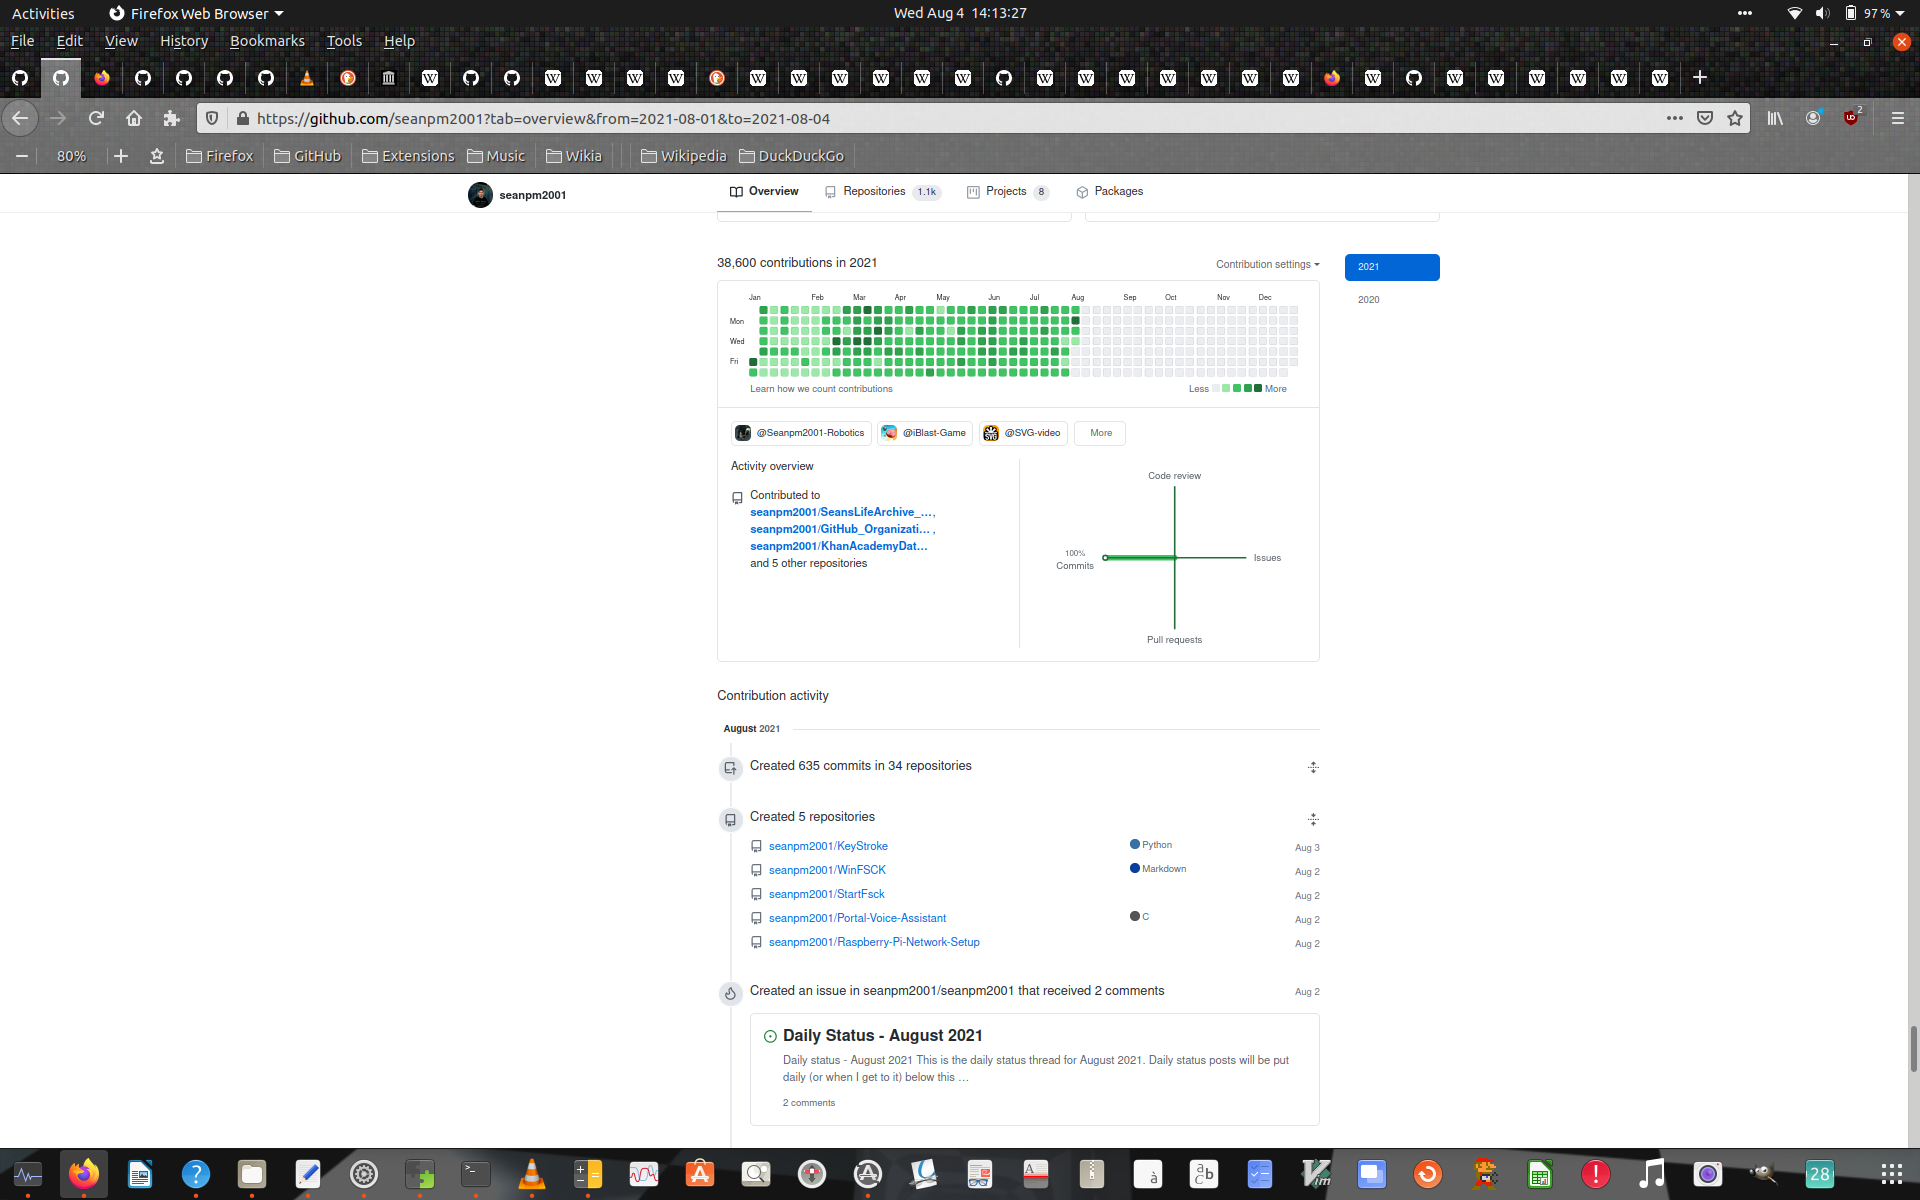 Activities
Firefox Web Browser
Wed Aug 4  14:13:27
97 %
File Edit View History Bookmarks Tools Help
https://github.com/seanpm2001?tab=overview&from=2021-08-01&to=2021-08-04
2
80%
Firefox
GitHub
Extensions
Music
Wikia
Wikipedia
DuckDuckGo
seanpm2001
Overview
Repositories 1.1k
Projects 8
Packages
38,600 contributions in 2021
Contribution settings
2021
2020
Jan Feb Mar Apr May Jun Jul Aug Sep Oct Nov Dec
Mon
Wed
Fri
Learn how we count contributions
Less More
@Seanpm2001-Robotics
@iBlast-Game
@SVG-video
More
Activity overview
Contributed to
seanpm2001/SeansLifeArchive_…,
seanpm2001/GitHub_Organizati… ,
seanpm2001/KhanAcademyDat…
and 5 other repositories
Code review
100%
Commits
Issues
Pull requests
Contribution activity
August 2021
Created 635 commits in 34 repositories
Created 5 repositories
seanpm2001/KeyStroke Python Aug 3
seanpm2001/WinFSCK Markdown Aug 2
seanpm2001/StartFsck Aug 2
seanpm2001/Portal-Voice-Assistant C Aug 2
seanpm2001/Raspberry-Pi-Network-Setup Aug 2
Created an issue in seanpm2001/seanpm2001 that received 2 comments Aug 2
Daily Status - August 2021
Daily status - August 2021 This is the daily status thread for August 2021. Daily status posts will be put
daily (or when I get to it) below this …
2 comments
28